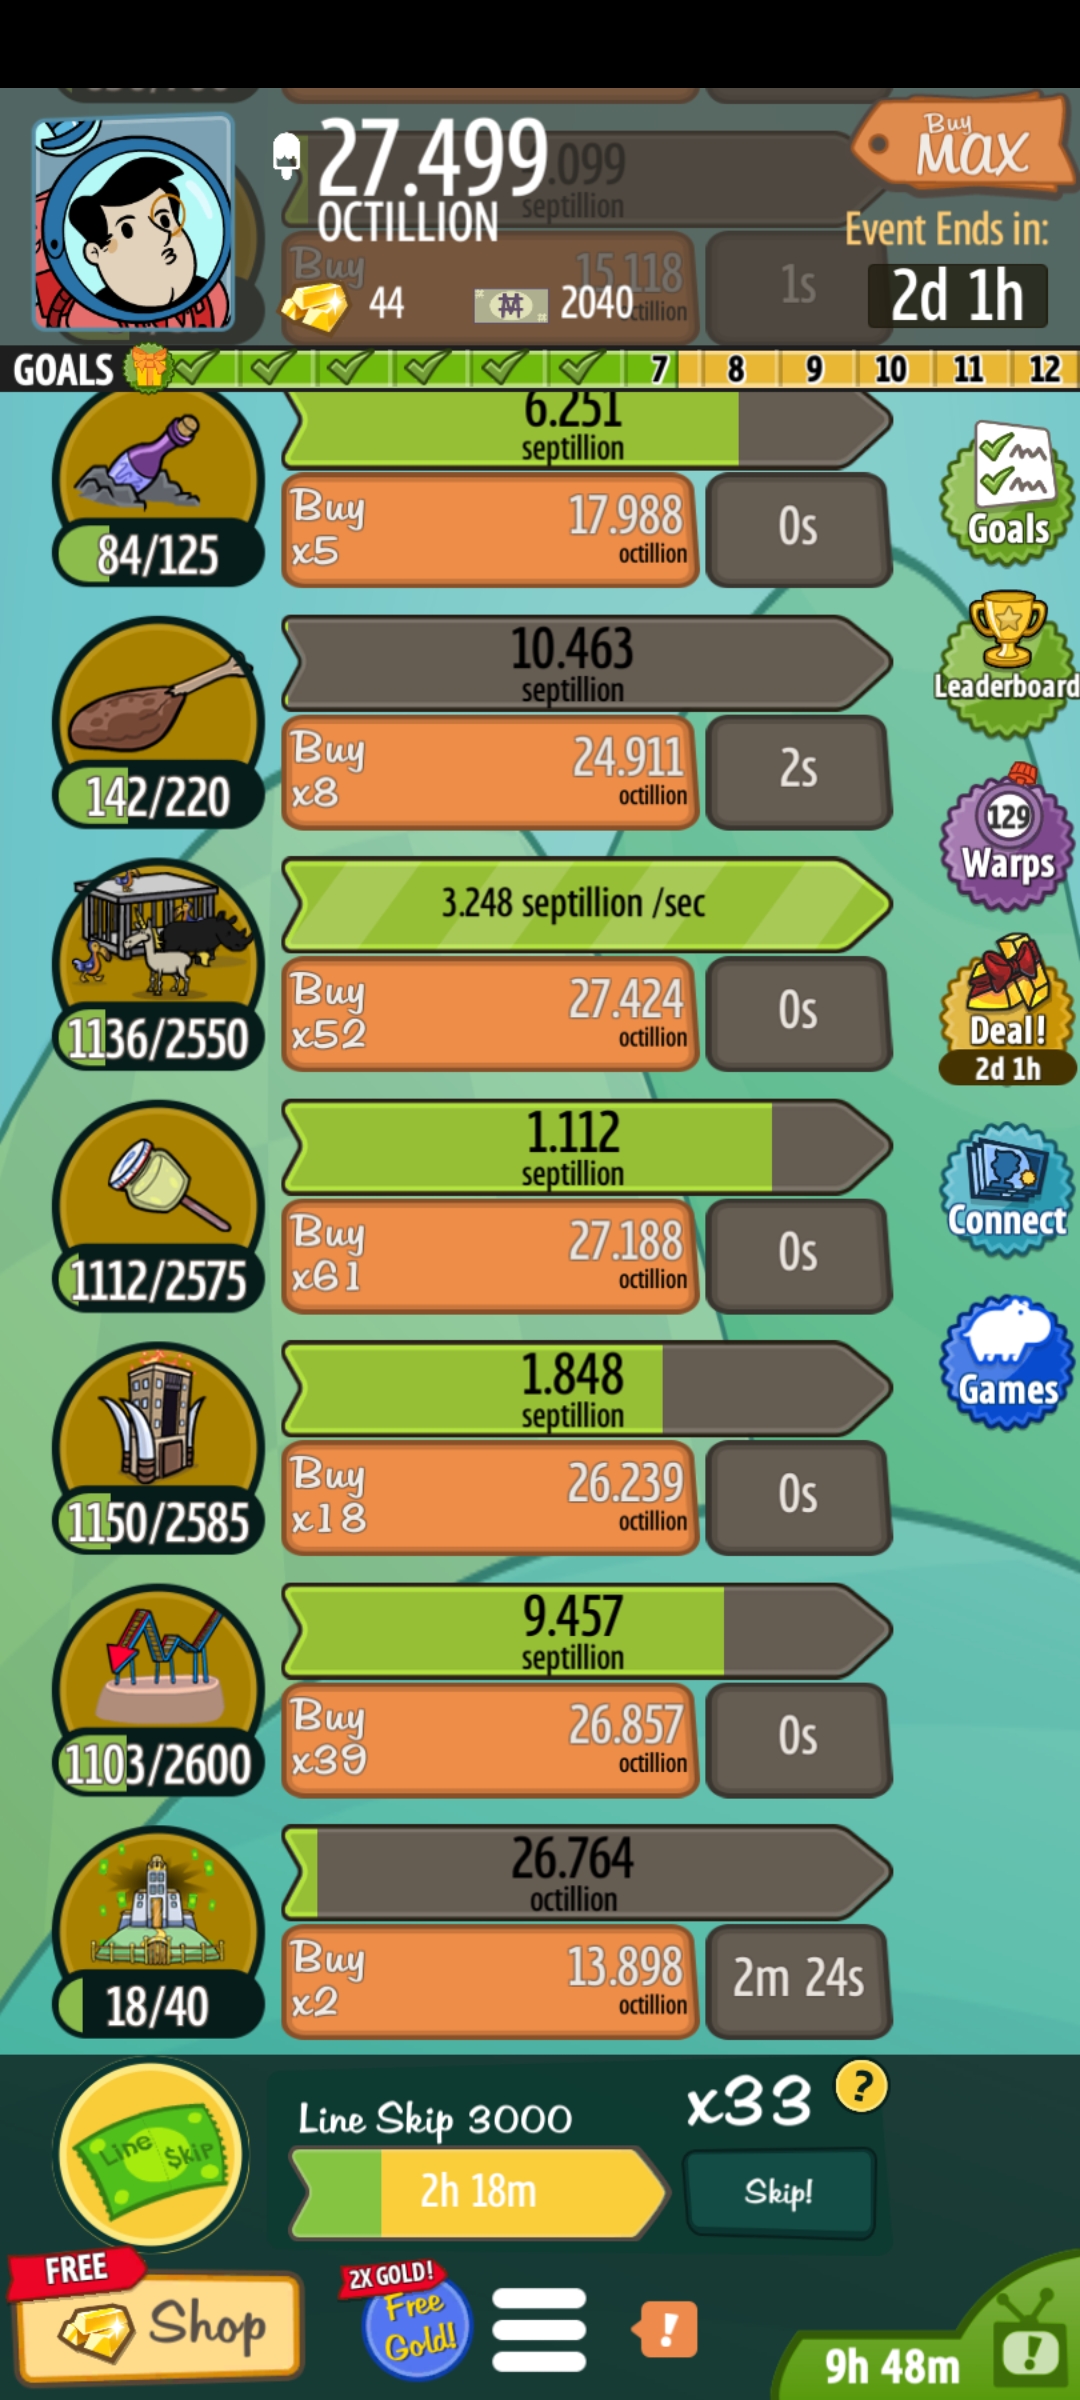 27.499
OCTILLION
.099
septillion
Buy
MAX
Event Ends in:
2d 1h
Buy
15.118
ctillion
1s
44
2040
GOALS
7
8
9
10
11
12
6.251
septillion
84/125
Buy
x5
17.988
octillion
0s
Goals
10.463
septillion
142/220
Buy
x8
24.911
octillion
2s
Leaderboard
3.248 septillion /sec
1136/2550
Buy
x52
27.424
octillion
0s
129
Warps
Deal!
2d 1h
1.112
septillion
1112/2575
Buy
x61
27.188
octillion
0s
Connect
1.848
septillion
1150/2585
Buy
x18
26.239
octillion
0s
Games
9.457
septillion
1103/2600
Buy
x39
26.857
octillion
0s
26.764
octillion
18/40
Buy
x2
13.898
octillion
2m 24s
Line $kip
Line Skip 3000
x33
?
2h 18m
Skip!
FREE
Shop
2X GOLD!
Free
Gold!
!
9h 48m
!